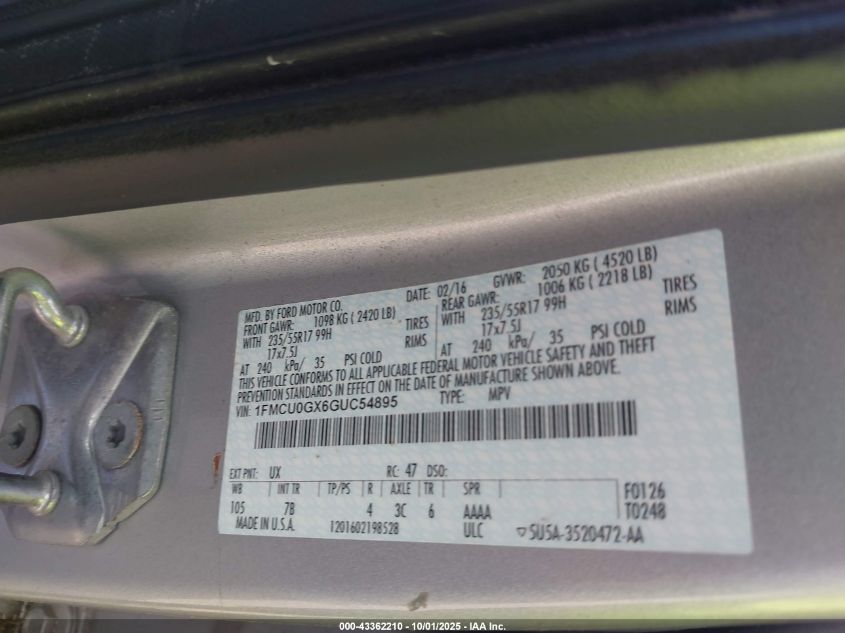 MFD. BY FORD MOTOR CO. DATE: 02/16 GVWR: 2050 KG ( 4520 LB)
FRONT GAWR: 1098 KG ( 2420 LB) REAR GAWR: 1006 KG ( 2218 LB)
WITH 235/55R17 99H TIRES WITH 235/55R17 99H TIRES
17x7.5J RIMS 17x7.5J RIMS
AT 240 kPa/ 35 PSI COLD AT 240 kPa/ 35 PSI COLD
THIS VEHICLE CONFORMS TO ALL APPLICABLE FEDERAL MOTOR VEHICLE SAFETY AND THEFT
PREVENTION STANDARDS IN EFFECT ON THE DATE OF MANUFACTURE SHOWN ABOVE.
VIN: 1FMCU0GX6GUC54895 TYPE: MPV
EXT PNT: UX RC: 47 DSO:
WB INT TR TP/PS R AXLE TR SPR F0126
105 7B 4 3C 6 AAAA T0248
MADE IN U.S.A. 1201602198528 ULC 5U5A-3520472-AA
000-43362210 - 10/01/2025 - IAA Inc.